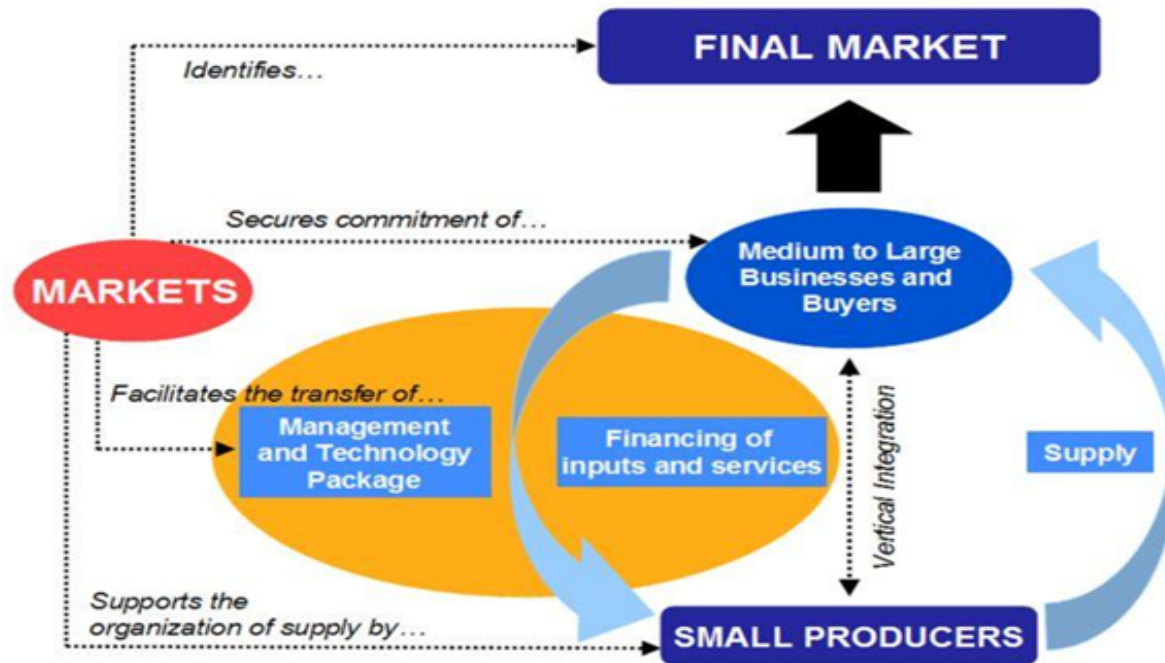 FINAL MARKET
Identifies…
Secures commitment of…
Medium to Large
Businesses and
Buyers
MARKETS
Facilitates the transfer of…
Management
and Technology
Package
Financing of
inputs and services
Vertical Integration
Supply
Supports the
organization of supply by…
SMALL PRODUCERS